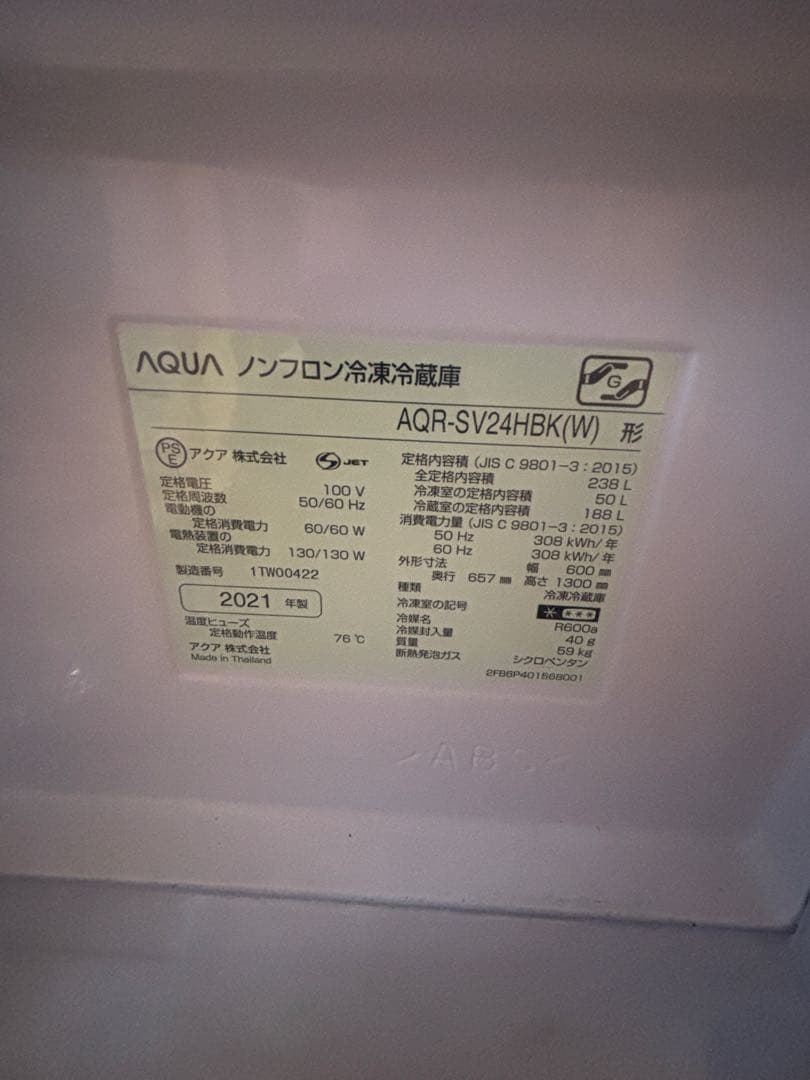 AQUA ノンフロン冷凍冷蔵庫
G
AQR-SV24HBK(W) 形
PSE アクア 株式会社 S JET
定格電圧 100 V
定格周波数 50/60 Hz
電動機の
定格消費電力 60/60 W
電熱装置の
定格消費電力 130/130 W
製造番号 1TW00422
2021 年製
温度ヒューズ
定格動作温度 76 ℃
アクア 株式会社
Made in Thailand
定格内容積 (JIS C 9801-3 : 2015)
全定格内容積 238 L
冷凍室の定格内容積 50 L
冷蔵室の定格内容積 188 L
消費電力量 (JIS C 9801-3 : 2015)
50 Hz 308 kWh/年
60 Hz 308 kWh/年
外形寸法 幅 600 ㎜
奥行 657 ㎜ 高さ 1300 ㎜
種類 冷凍冷蔵庫
冷凍室の記号 ****
冷媒名 R600a
冷媒封入量 40 g
質量 59 kg
断熱発泡ガス シクロペンタン
2FB6P401568001
>ABS<